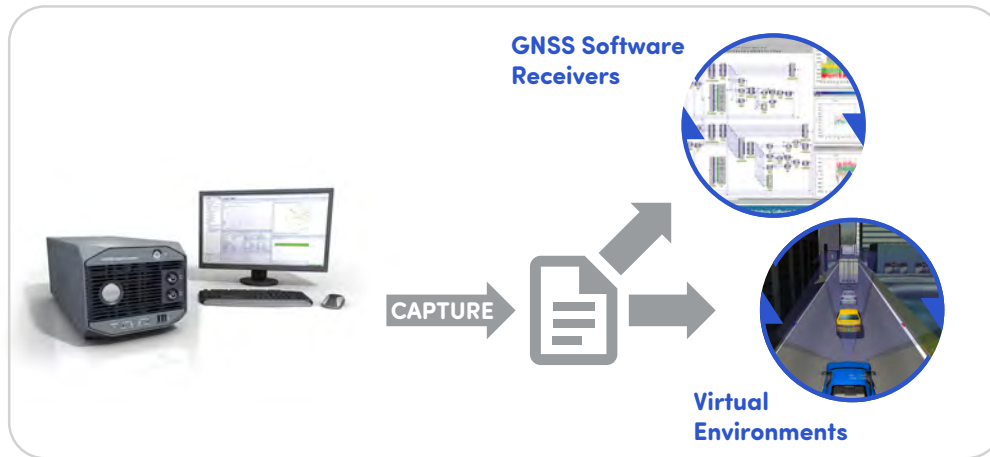 GNSS Software
Receivers
CAPTURE
Virtual
Environments